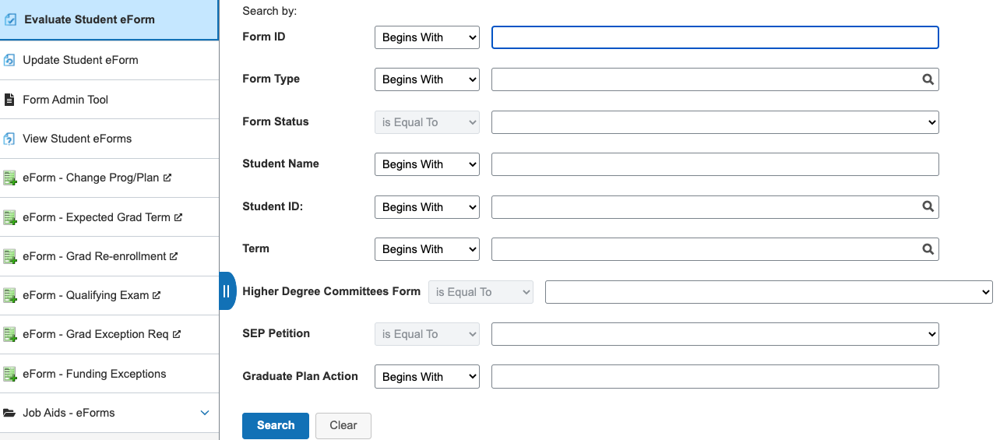 Evaluate Student eForm
Update Student eForm
Form Admin Tool
View Student eForms
eForm - Change Prog/Plan
eForm - Expected Grad Term
eForm - Grad Re-enrollment
eForm - Qualifying Exam
eForm - Grad Exception Req
eForm - Funding Exceptions
Job Aids - eForms
Search by:
Form ID Begins With
Form Type Begins With
Form Status is Equal To
Student Name Begins With
Student ID: Begins With
Term Begins With
Higher Degree Committees Form is Equal To
SEP Petition is Equal To
Graduate Plan Action Begins With
Search Clear